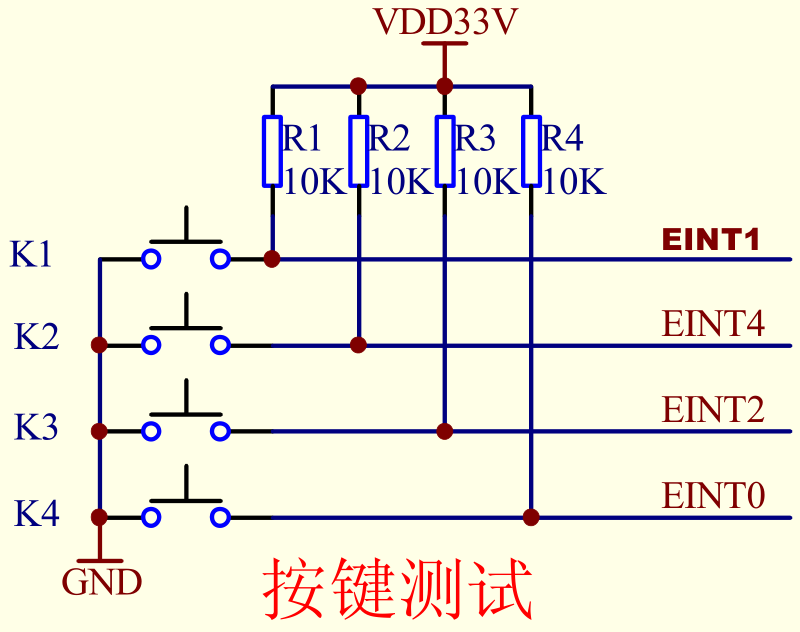 VDD33V
R1 R2 R3 R4
10K 10K 10K 10K
K1 EINT1
K2 EINT4
K3 EINT2
K4 EINT0
GND
按键测试